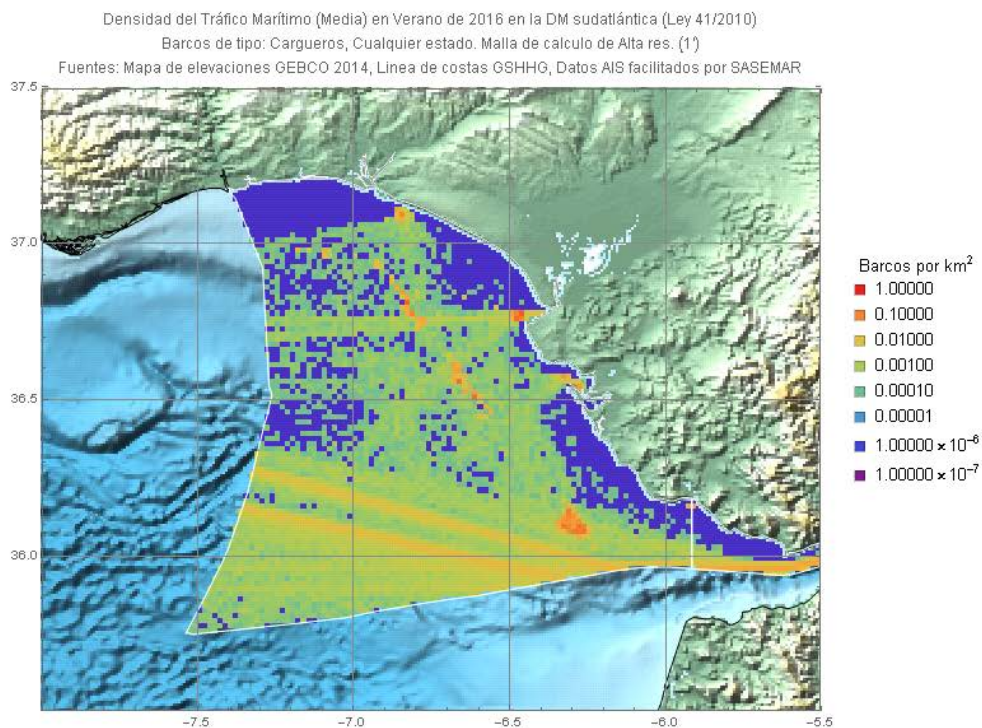 Densidad del Tráfico Marítimo (Media) en Verano de 2016 en la DM sudatlántica (Ley 41/2010)
Barcos de tipo: Cargueros, Cualquier estado. Malla de calculo de Alta res. (1')
Fuentes: Mapa de elevaciones GEBCO 2014, Linea de costas GSHHG, Datos AIS facilitados por SASEMAR
37.5
37.0
36.5
36.0
-7.5
-7.0
-6.5
-6.0
-5.5
Barcos por km²
1.00000
0.10000
0.01000
0.00100
0.00010
0.00001
1.00000 × 10⁻⁶
1.00000 × 10⁻⁷